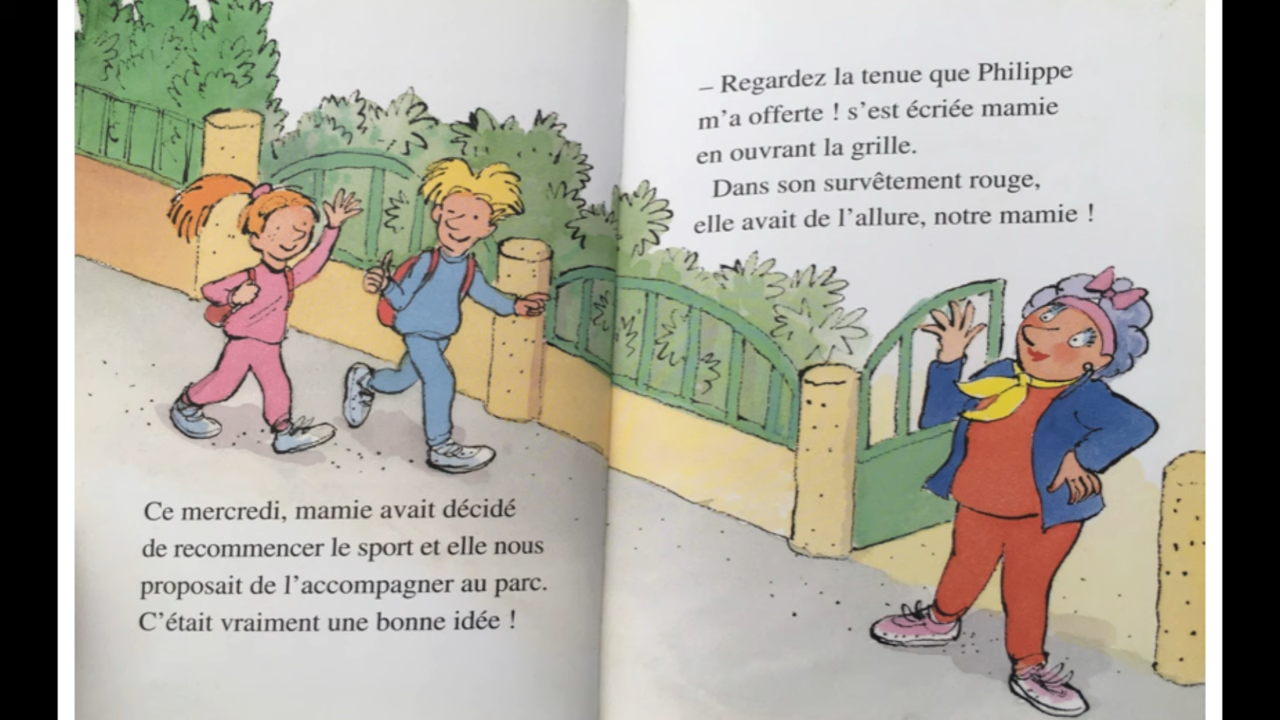 Ce mercredi, mamie avait décidé
de recommencer le sport et elle nous
proposait de l'accompagner au parc.
C'était vraiment une bonne idée !
– Regardez la tenue que Philippe
m'a offerte ! s'est écriée mamie
en ouvrant la grille.
Dans son survêtement rouge,
elle avait de l'allure, notre mamie !